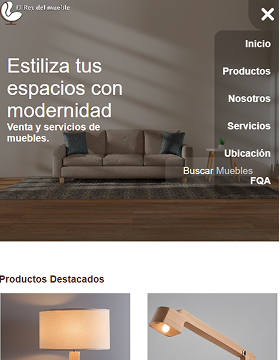 El Rey del mueble
Inicio
Productos
Nosotros
Servicios
Ubicación
Buscar Muebles
FQA
Estiliza tus
espacios con
modernidad
Venta y servicios de
muebles.
Productos Destacados